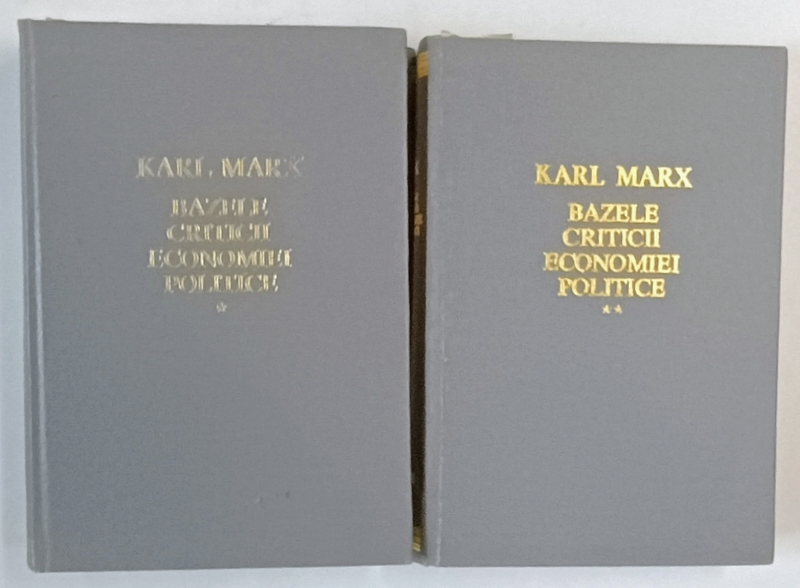 KARL MARX
BAZELE
CRITICII
ECONOMIEI
POLITICE
*
KARL MARX
BAZELE
CRITICII
ECONOMIEI
POLITICE
**